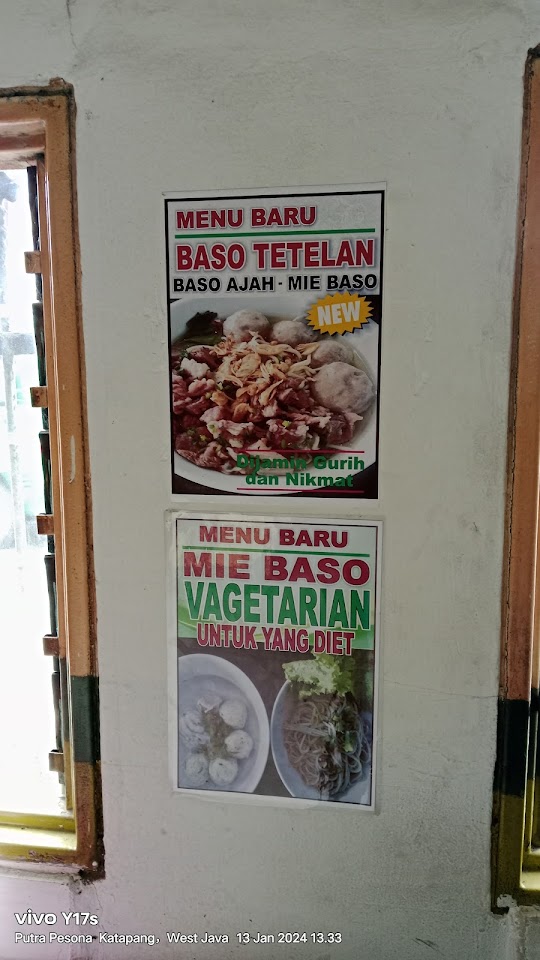 MENU BARU
BASO TETELAN
BASO AJAH - MIE BASO
NEW
Dijamin Gurih
dan Nikmat
MENU BARU
MIE BASO
VAGETARIAN
UNTUK YANG DIET
vivo Y17s
Putra Pesona Katapang, West Java 13 Jan 2024 13.33